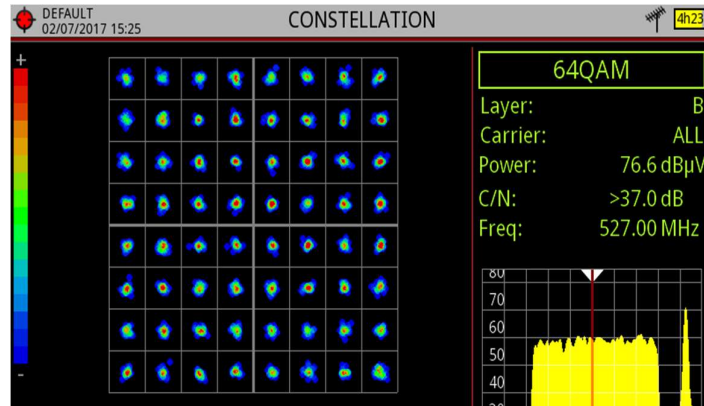 DEFAULT
02/07/2017 15:25
CONSTELLATION
4h23
+
-
64QAM
Layer: B
Carrier: ALL
Power: 76.6 dBµV
C/N: >37.0 dB
Freq: 527.00 MHz
80
70
60
50
40